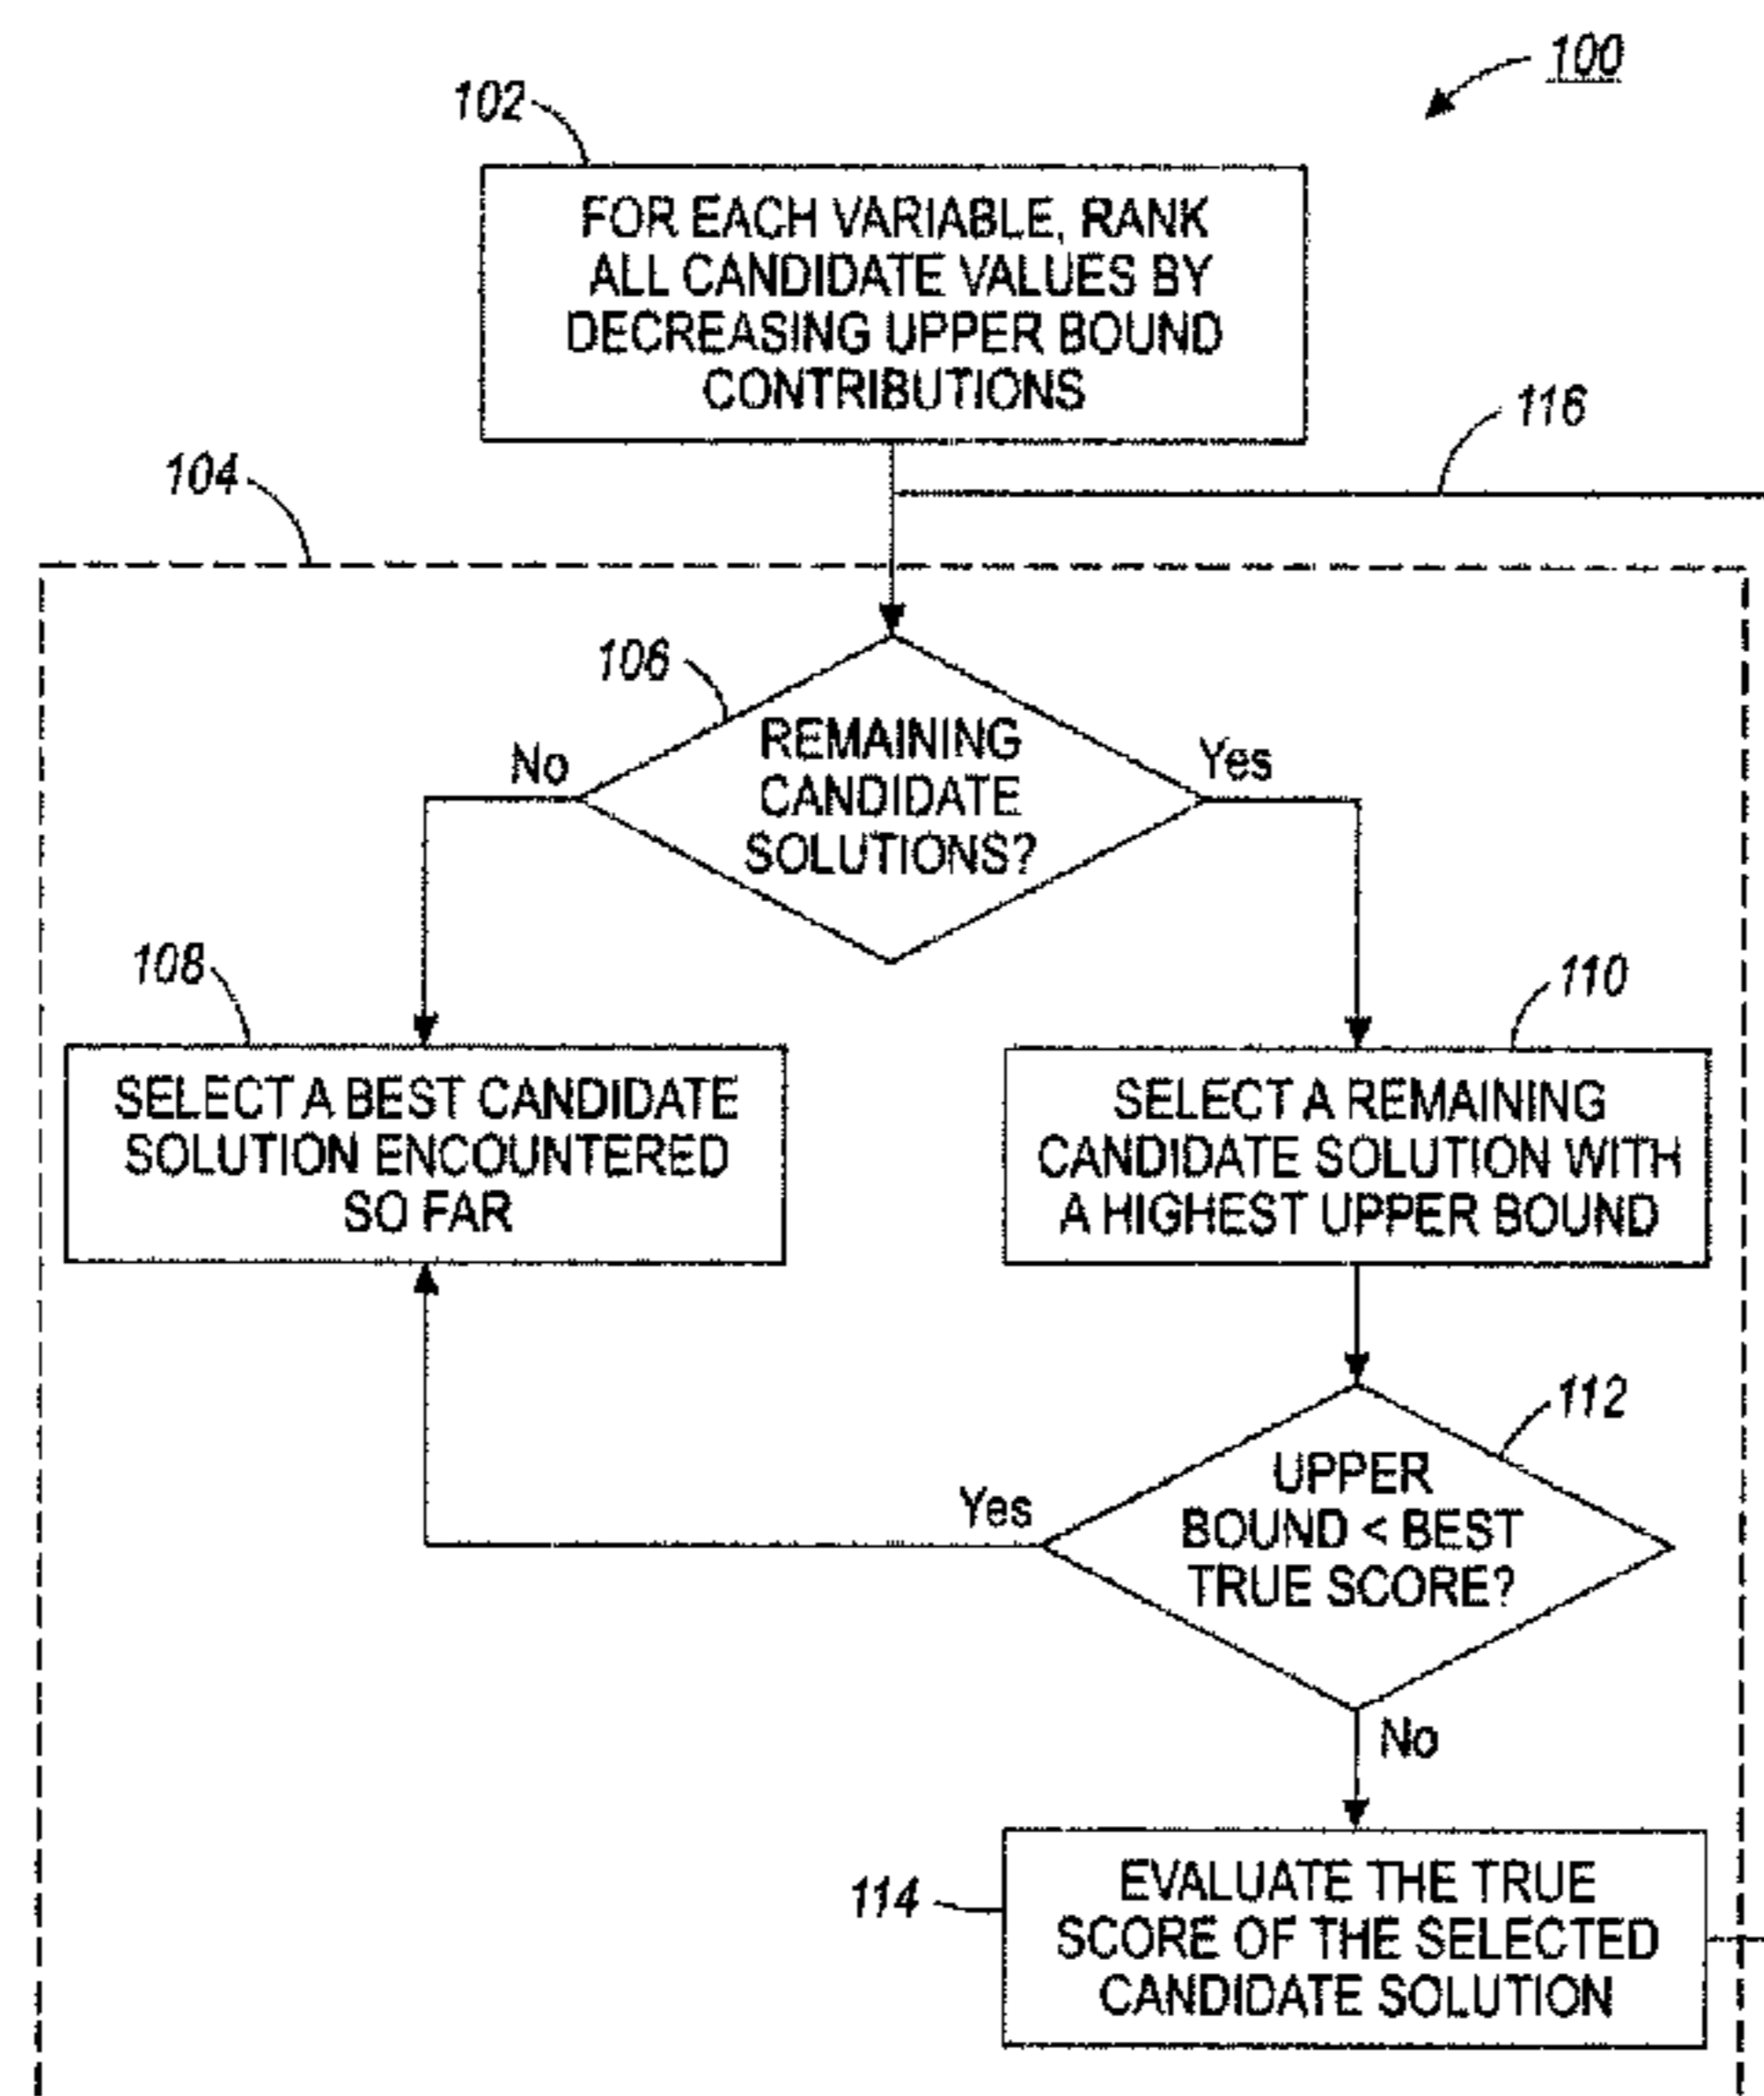 100
102
FOR EACH VARIABLE, RANK
ALL CANDIDATE VALUES BY
DECREASING UPPER BOUND
CONTRIBUTIONS
116
104
106
REMAINING
CANDIDATE
SOLUTIONS?
No
Yes
108
SELECT A BEST CANDIDATE
SOLUTION ENCOUNTERED
SO FAR
110
SELECT A REMAINING
CANDIDATE SOLUTION WITH
A HIGHEST UPPER BOUND
112
UPPER
BOUND < BEST
TRUE SCORE?
Yes
No
114
EVALUATE THE TRUE
SCORE OF THE SELECTED
CANDIDATE SOLUTION